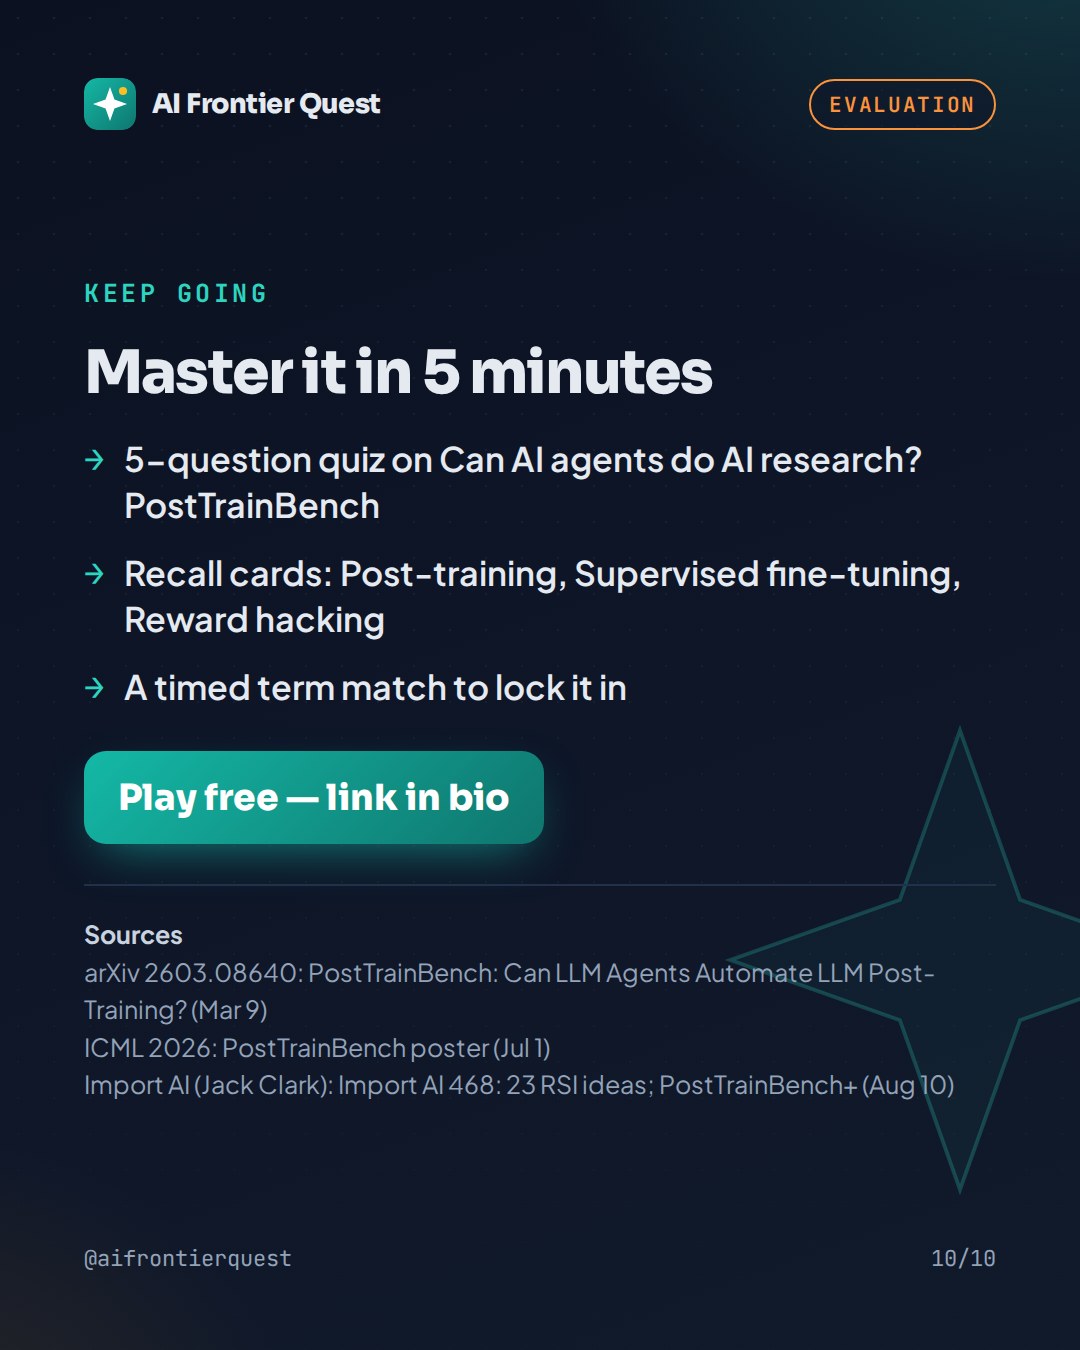 AI Frontier Quest
EVALUATION
KEEP GOING
Master it in 5 minutes
→ 5-question quiz on Can AI agents do AI research?
PostTrainBench
→ Recall cards: Post-training, Supervised fine-tuning,
Reward hacking
→ A timed term match to lock it in
Play free — link in bio
Sources
arXiv 2603.08640: PostTrainBench: Can LLM Agents Automate LLM Post-
Training? (Mar 9)
ICML 2026: PostTrainBench poster (Jul 1)
Import AI (Jack Clark): Import AI 468: 23 RSI ideas; PostTrainBench+ (Aug 10)
@aifrontierquest
10/10